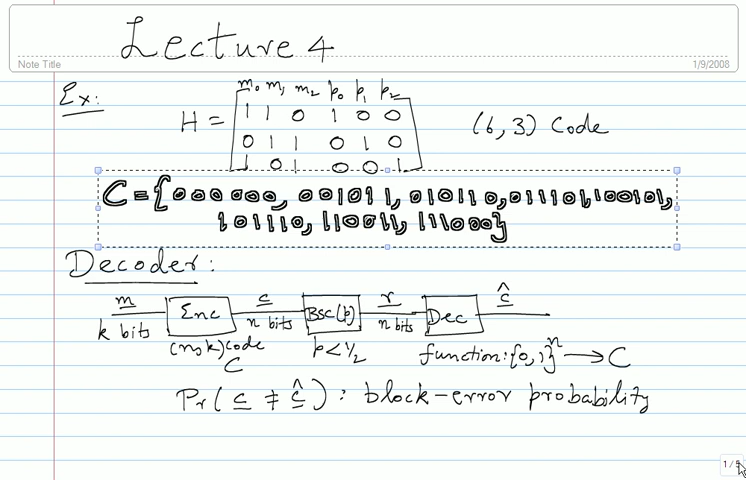 Lecture 4
Note Title
1/9/2008
Ex:
m₀ m₁ m₂ p₀ p₁ p₂
H = [1 1 0 1 0 0
0 1 1 0 1 0
1 0 1 0 0 1]
(6, 3) Code
C = {000000, 001011, 010110, 011101, 100101,
101110, 110011, 111000}
Decoder:
m c r ĉ
Enc BSC(p) Dec
k bits n bits n bits
(n,k) code p < 1/2 function: {0,1}ⁿ → C
C
Pr(c ≠ ĉ) : block-error probability
1 / 5